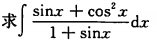 求∫ (sinx + cos²x)/(1 + sinx) dx